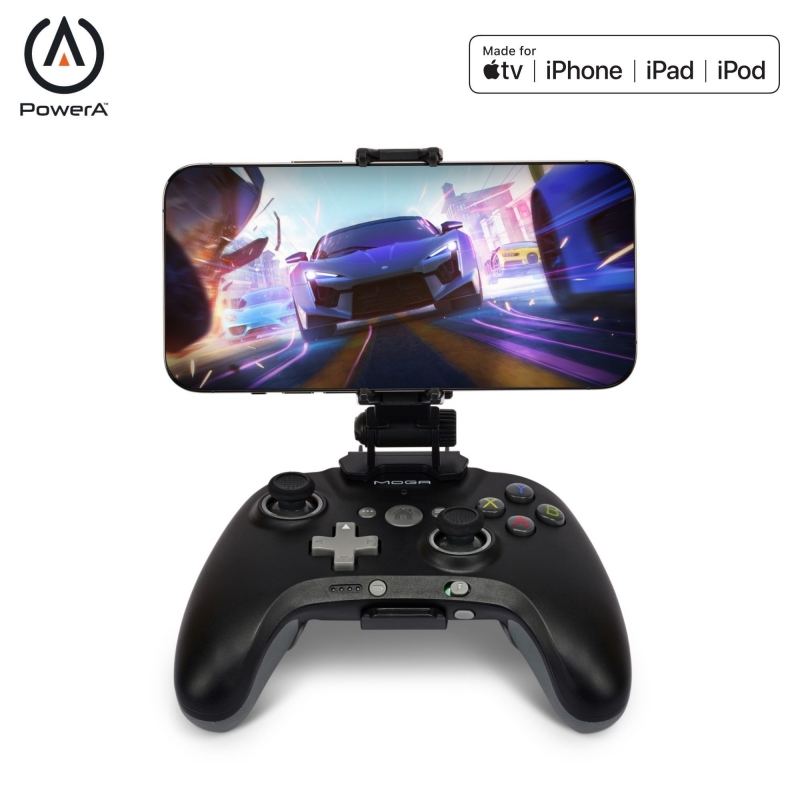 PowerA
Made for
tv | iPhone | iPad | iPod
MOGA
Y
X
B
A